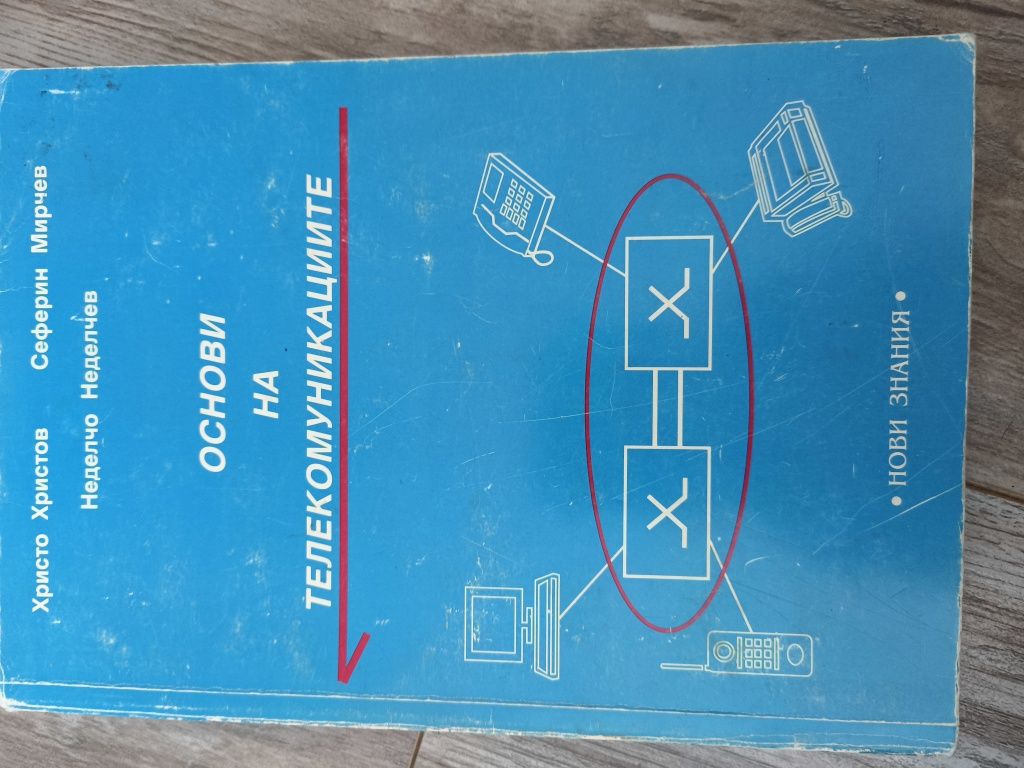 Христо Христов Сеферин Мирчев
Неделчо Неделчев
ОСНОВИ
НА
ТЕЛЕКОМУНИКАЦИИТЕ
• НОВИ ЗНАНИЯ •